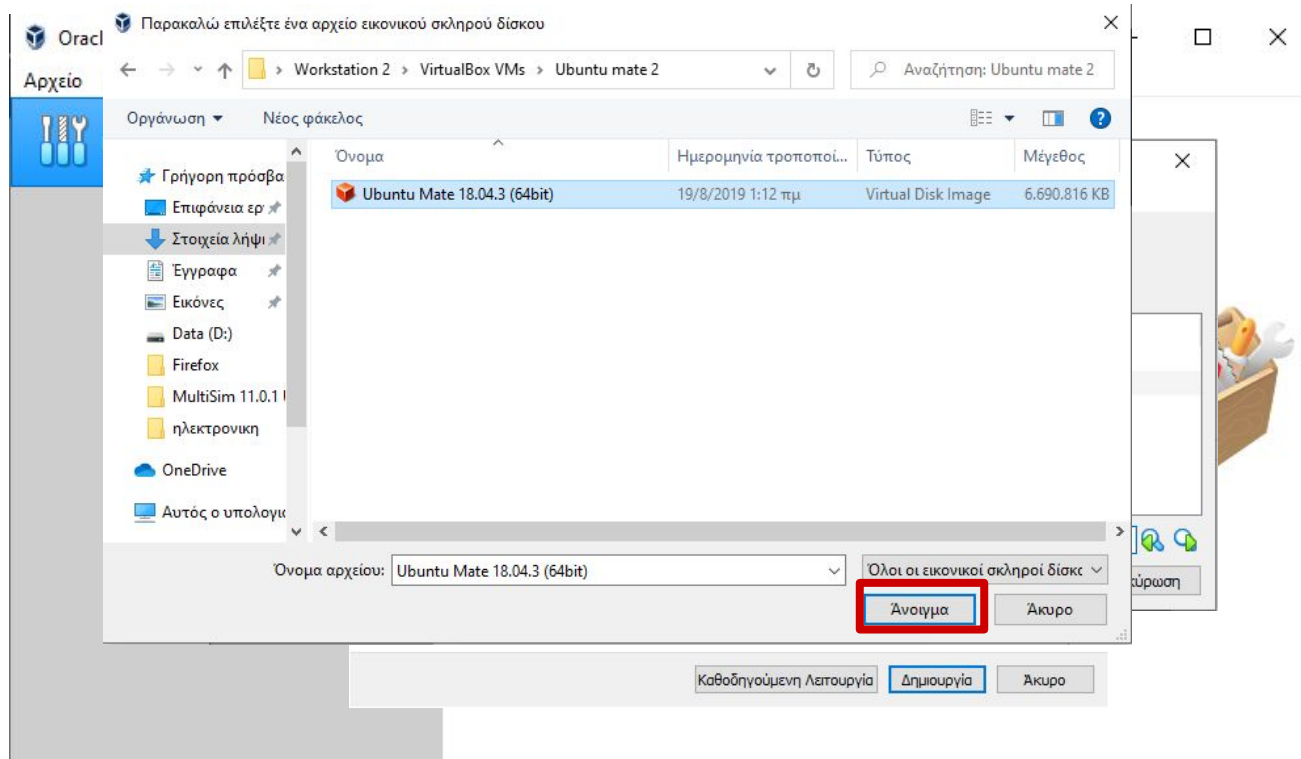 Oracl
Αρχείο
Παρακαλώ επιλέξτε ένα αρχείο εικονικού σκληρού δίσκου
Workstation 2 › VirtualBox VMs › Ubuntu mate 2
Αναζήτηση: Ubuntu mate 2
Οργάνωση Νέος φάκελος
Όνομα Ημερομηνία τροποποί... Τύπος Μέγεθος
Ubuntu Mate 18.04.3 (64bit) 19/8/2019 1:12 πμ Virtual Disk Image 6.690.816 KB
Γρήγορη πρόσβα
Επιφάνεια ερ
Στοιχεία λήψι
Έγγραφα
Εικόνες
Data (D:)
Firefox
MultiSim 11.0.1
ηλεκτρονικη
OneDrive
Αυτός ο υπολογισ
Όνομα αρχείου: Ubuntu Mate 18.04.3 (64bit) Όλοι οι εικονικοί σκληροί δίσκο
Άνοιγμα Άκυρο
κύρωση
Καθοδηγούμενη Λειτουργία Δημιουργία Άκυρο